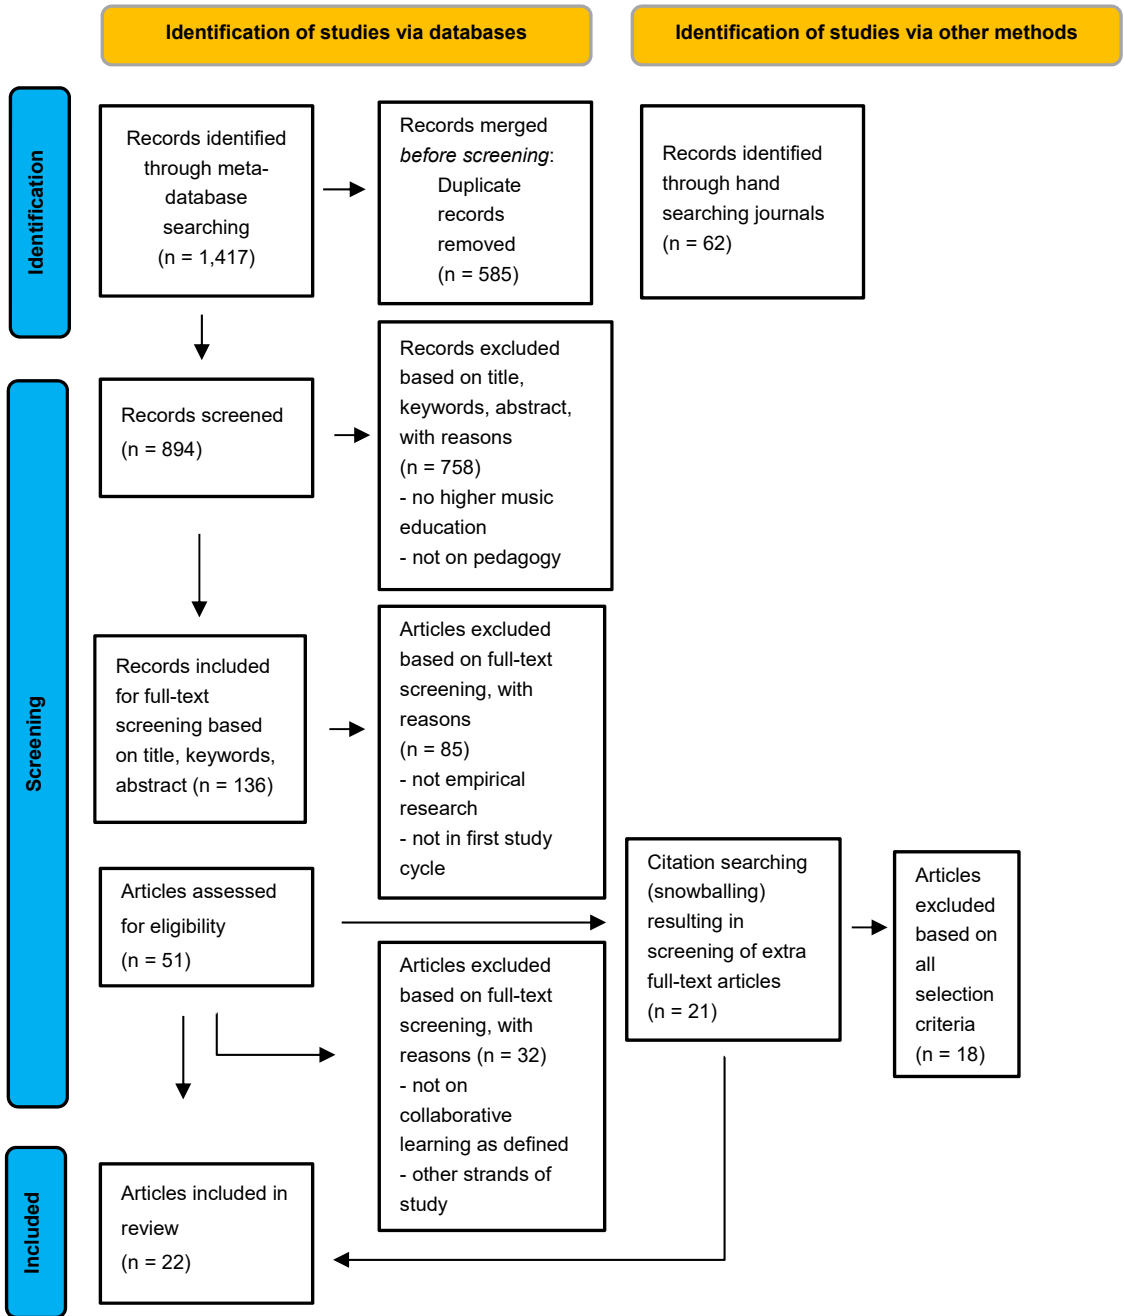 Identification of studies via databases
Identification of studies via other methods
Identification
Records identified
through meta-
database
searching
(n = 1,417)
Records merged
before screening:
Duplicate
records
removed
(n = 585)
Records identified
through hand
searching journals
(n = 62)
Screening
Records screened
(n = 894)
Records excluded
based on title,
keywords, abstract,
with reasons
(n = 758)
- no higher music
education
- not on pedagogy
Records included
for full-text
screening based
on title, keywords,
abstract (n = 136)
Articles excluded
based on full-text
screening, with
reasons
(n = 85)
- not empirical
research
- not in first study
cycle
Articles assessed
for eligibility
(n = 51)
Citation searching
(snowballing)
resulting in
screening of extra
full-text articles
(n = 21)
Articles
excluded
based on
all
selection
criteria
(n = 18)
Articles excluded
based on full-text
screening, with
reasons (n = 32)
- not on
collaborative
learning as defined
- other strands of
study
Included
Articles included in
review
(n = 22)